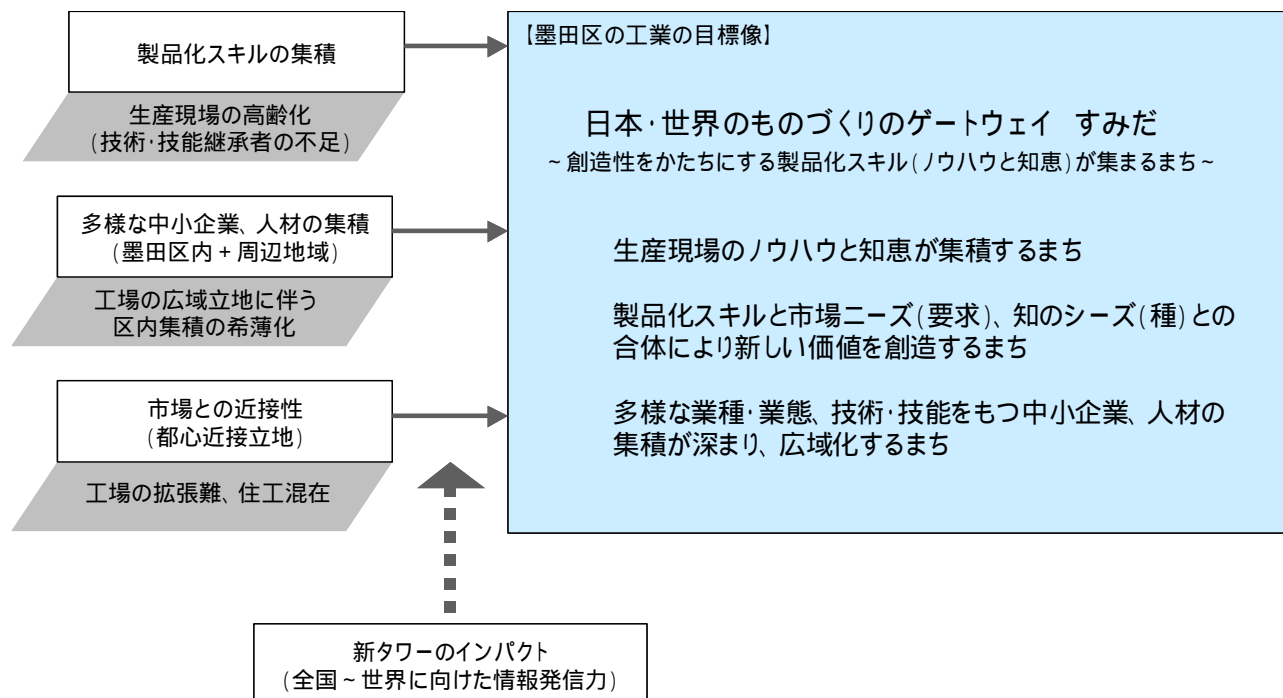 製品化スキルの集積
生産現場の高齢化
(技術･技能継承者の不足)
多様な中小企業、人材の集積
(墨田区内+周辺地域)
工場の広域立地に伴う
区内集積の希薄化
市場との近接性
(都心近接立地)
工場の拡張難、住工混在
新タワーのインパクト
(全国~世界に向けた情報発信力)
【墨田区の工業の目標像】
日本･世界のものづくりのゲートウェイ すみだ
~創造性をかたちにする製品化スキル(ノウハウと知恵)が集まるまち~
生産現場のノウハウと知恵が集積するまち
製品化スキルと市場ニーズ(要求)、知のシーズ(種)との
合体により新しい価値を創造するまち
多様な業種･業態、技術･技能をもつ中小企業、人材の
集積が深まり、広域化するまち